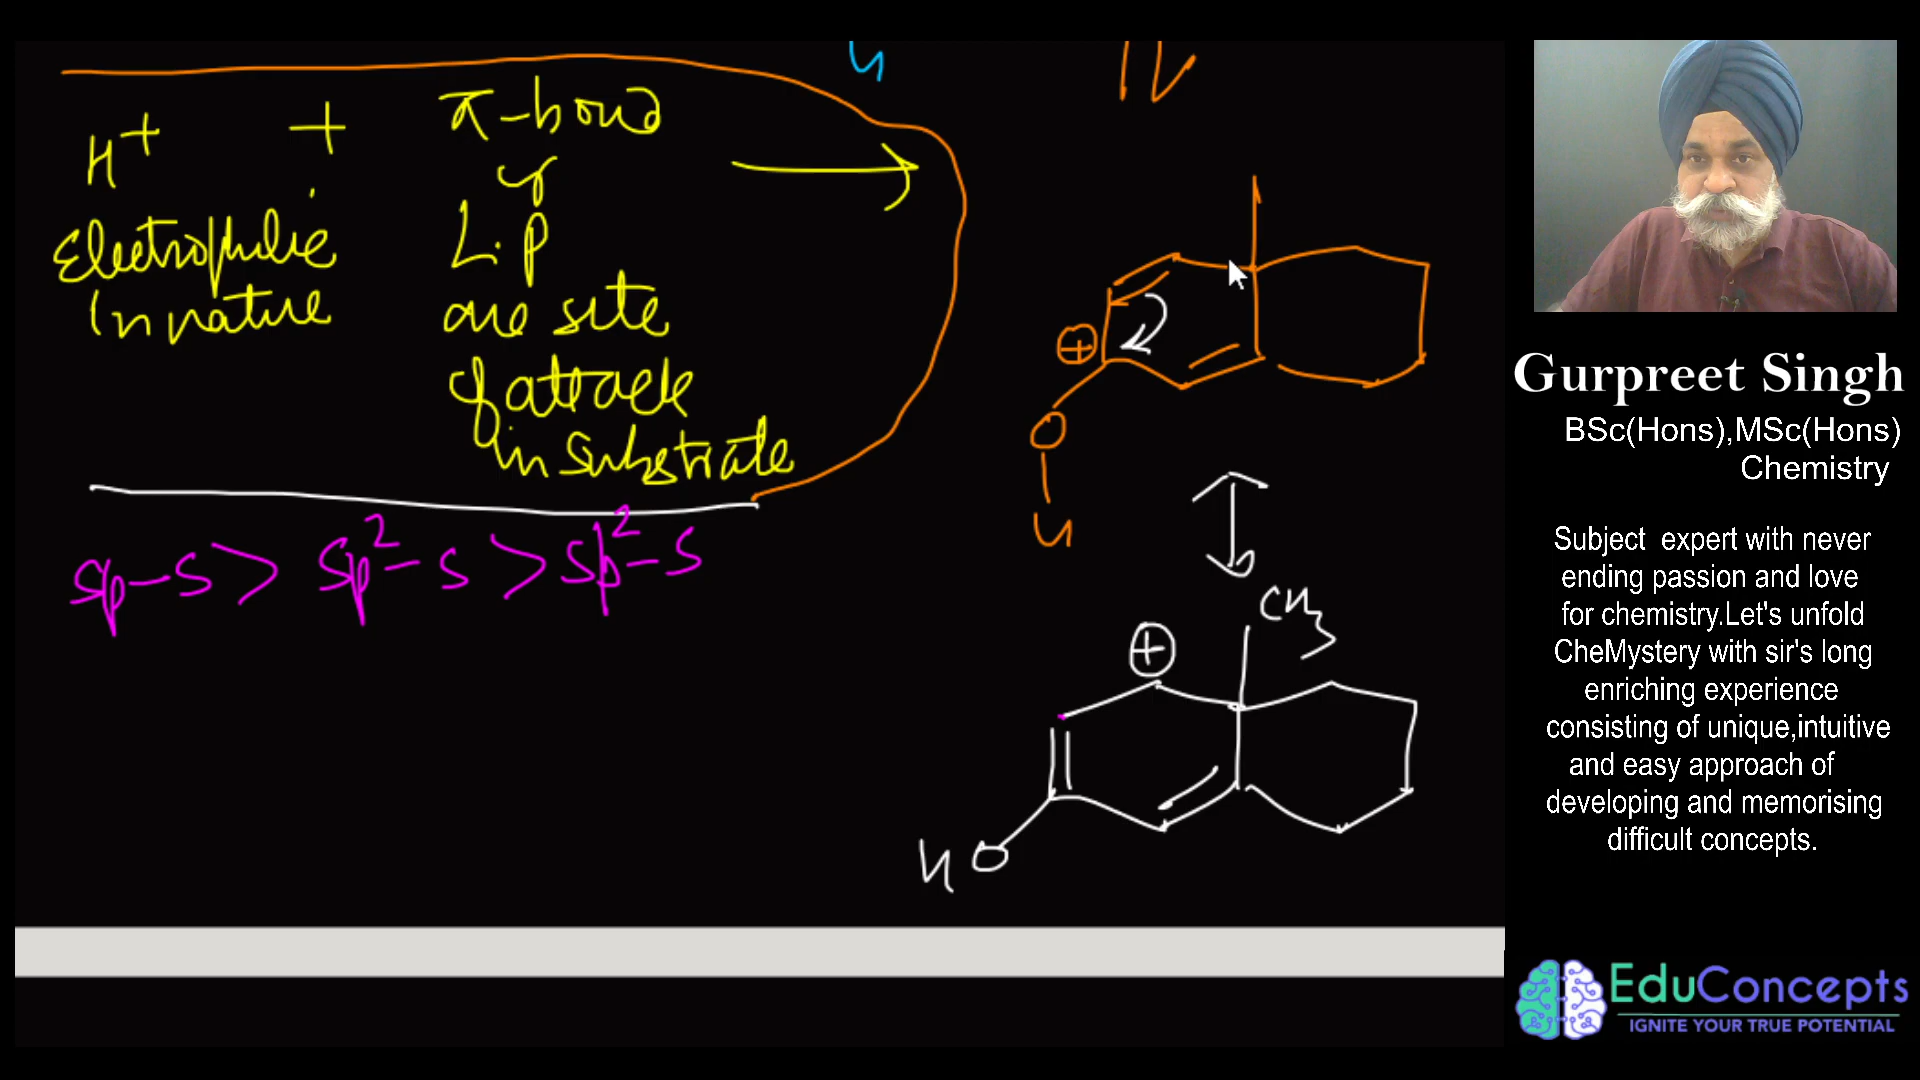 H+ + π-bond
or
Electrophilic L.P
In nature are site
of attack
in substrate
sp-s > sp²-s > sp²-s
IV
+
O
H
CH3
+
HO
Gurpreet Singh
BSc(Hons),MSc(Hons)
Chemistry
Subject expert with never
ending passion and love
for chemistry.Let's unfold
CheMystery with sir's long
enriching experience
consisting of unique,intuitive
and easy approach of
developing and memorising
difficult concepts.
EduConcepts
IGNITE YOUR TRUE POTENTIAL